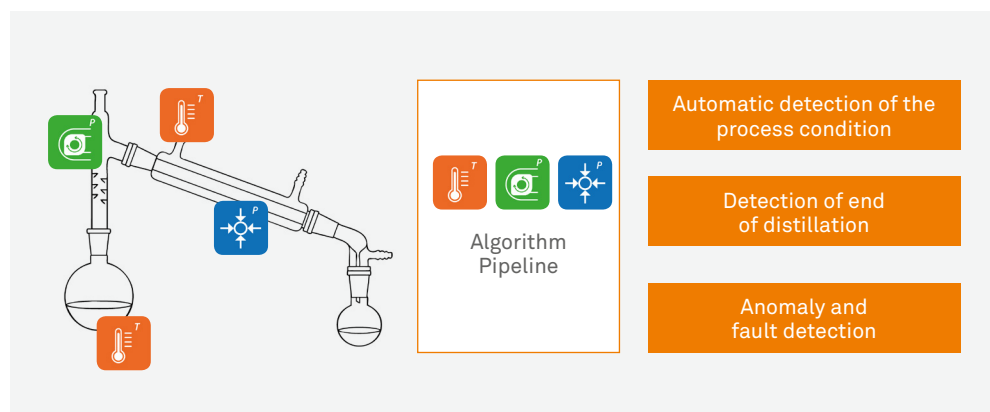 P
T
P
T
T
P
P
Algorithm
Pipeline
Automatic detection of the
process condition
Detection of end
of distillation
Anomaly and
fault detection